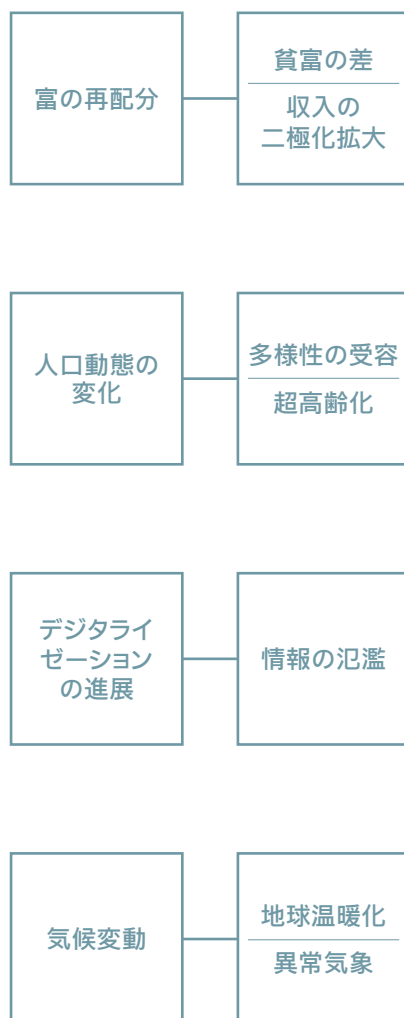 富の再配分
貧富の差
収入の
二極化拡大
人口動態の
変化
多様性の受容
超高齢化
デジタライ
ゼーション
の進展
情報の氾濫
気候変動
地球温暖化
異常気象